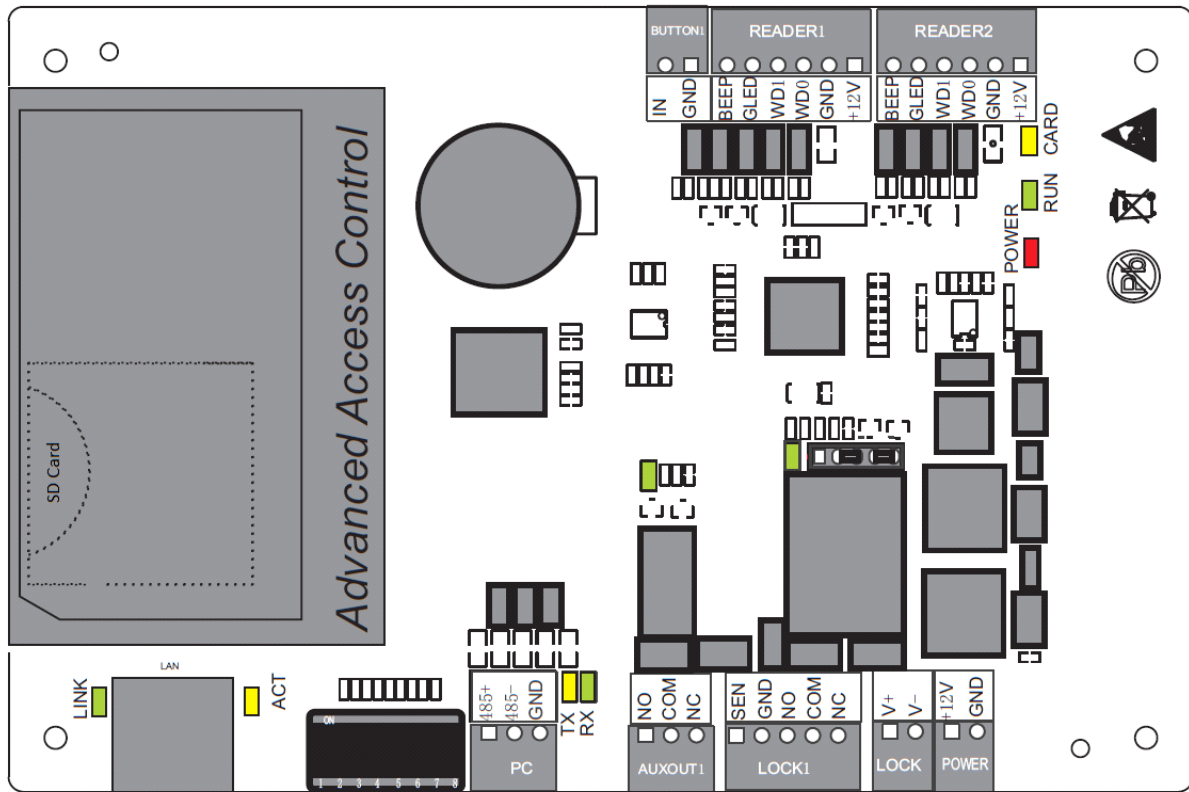 BUTTON1
READER1
READER2
IN
GND
BEEP
GLED
WD1
WD0
GND
+12V
BEEP
GLED
WD1
WD0
GND
+12V
CARD
RUN
POWER
Pb
Advanced Access Control
SD Card
LAN
LINK
ACT
ON
1 2 3 4 5 6 7 8
485+
485-
GND
TX
RX
PC
NO
COM
NC
AUXOUT1
SEN
GND
NO
COM
NC
LOCK1
V+
V-
LOCK
+12V
GND
POWER